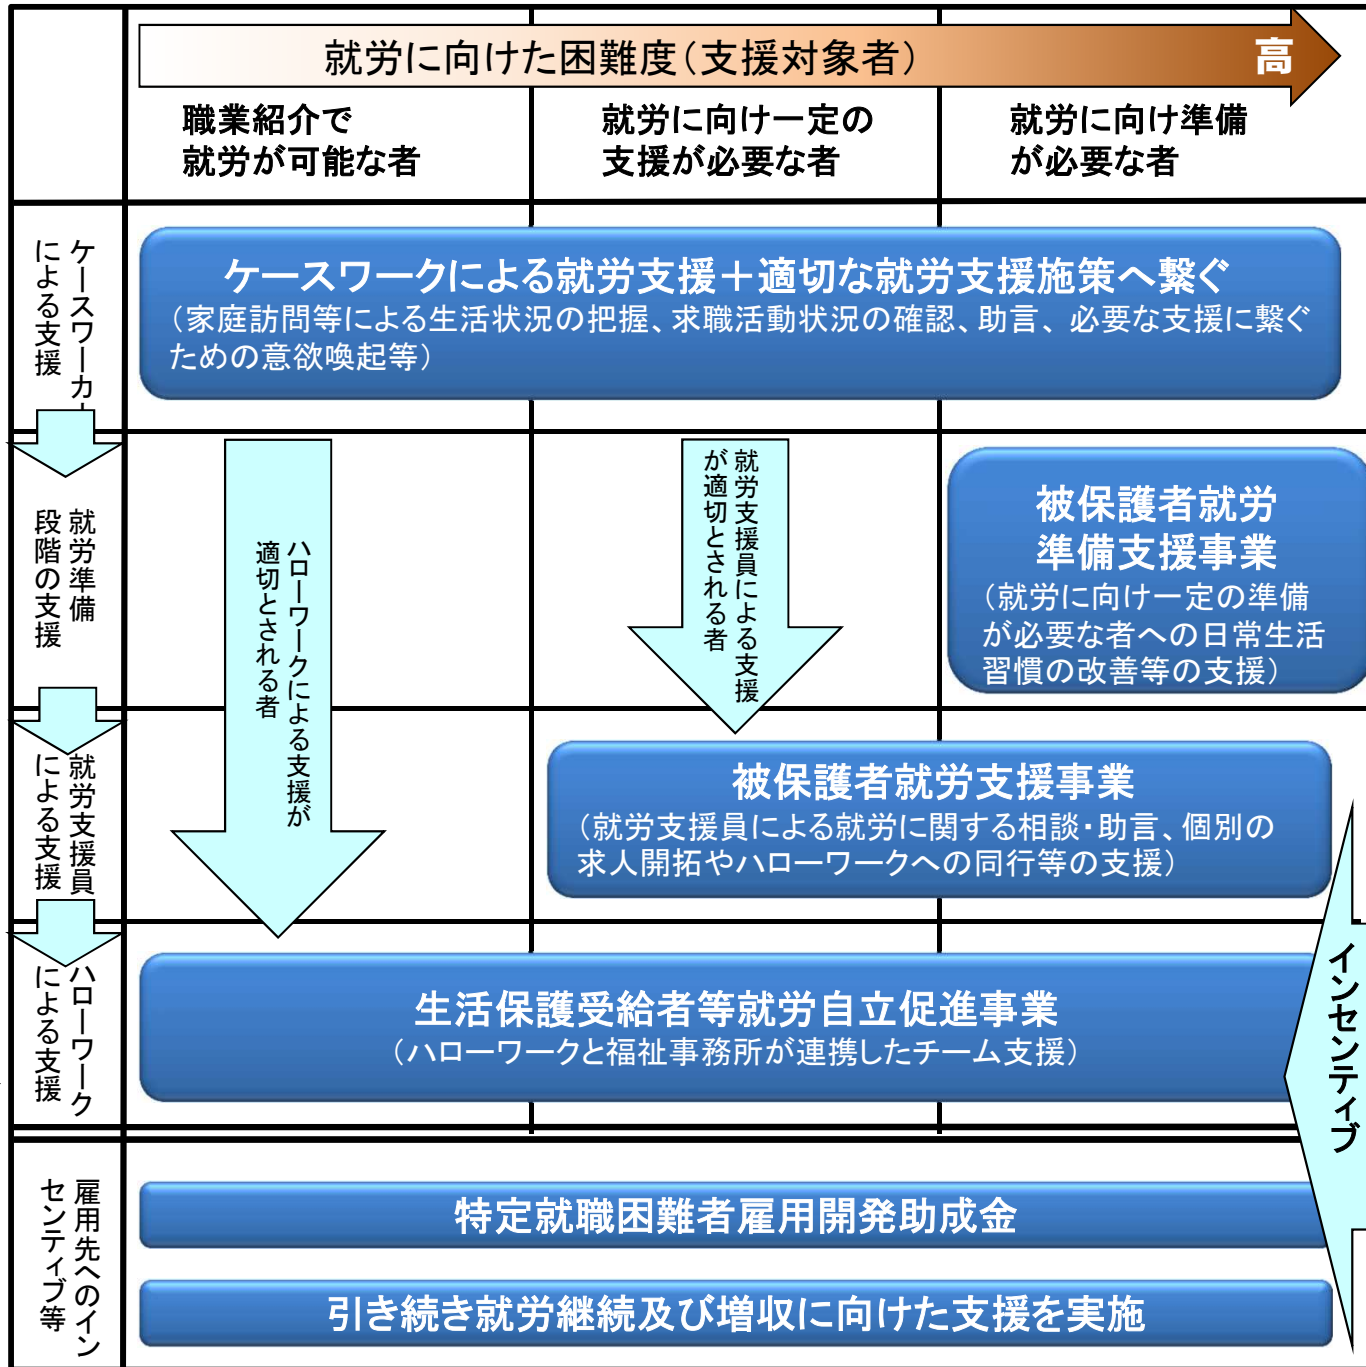 就労に向けた困難度(支援対象者)
高
職業紹介で
就労が可能な者
就労に向け一定の
支援が必要な者
就労に向け準備
が必要な者
ケースワーカー
による支援
ケースワークによる就労支援＋適切な就労支援施策へ繋ぐ
(家庭訪問等による生活状況の把握、求職活動状況の確認、助言、必要な支援に繋ぐ
ための意欲喚起等)
就労準備
段階の支援
ハローワークによる支援が
適切とされる者
就労支援員による支援
が適切とされる者
被保護者就労
準備支援事業
(就労に向け一定の準備
が必要な者への日常生活
習慣の改善等の支援)
就労支援員
による支援
被保護者就労支援事業
(就労支援員による就労に関する相談・助言、個別の
求人開拓やハローワークへの同行等の支援)
ハローワーク
による支援
生活保護受給者等就労自立促進事業
(ハローワークと福祉事務所が連携したチーム支援)
インセンティブ
雇用先へのイン
センティブ等
特定就職困難者雇用開発助成金
引き続き就労継続及び増収に向けた支援を実施